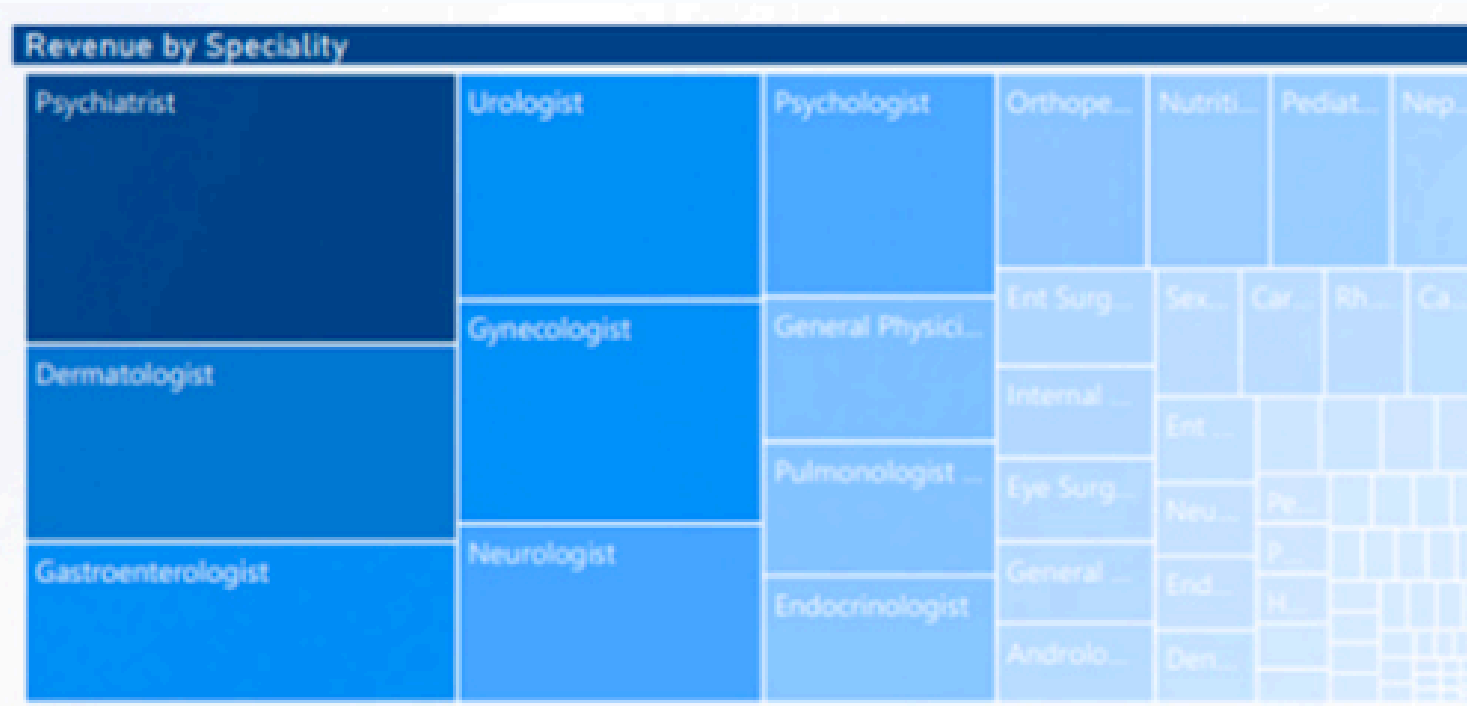 Revenue by Speciality
Psychiatrist
Urologist
Psychologist
Orthope...
Nutriti...
Pediat...
Nep...
Ent Surg...
Sex...
Car...
Rh...
Ca...
General Physici...
Gynecologist
Dermatologist
Internal ...
Ent ...
Pulmonologist ...
Eye Surg...
Pe...
Neu...
Neurologist
P...
Gastroenterologist
General ...
End...
H...
Endocrinologist
Androlo...
Den...